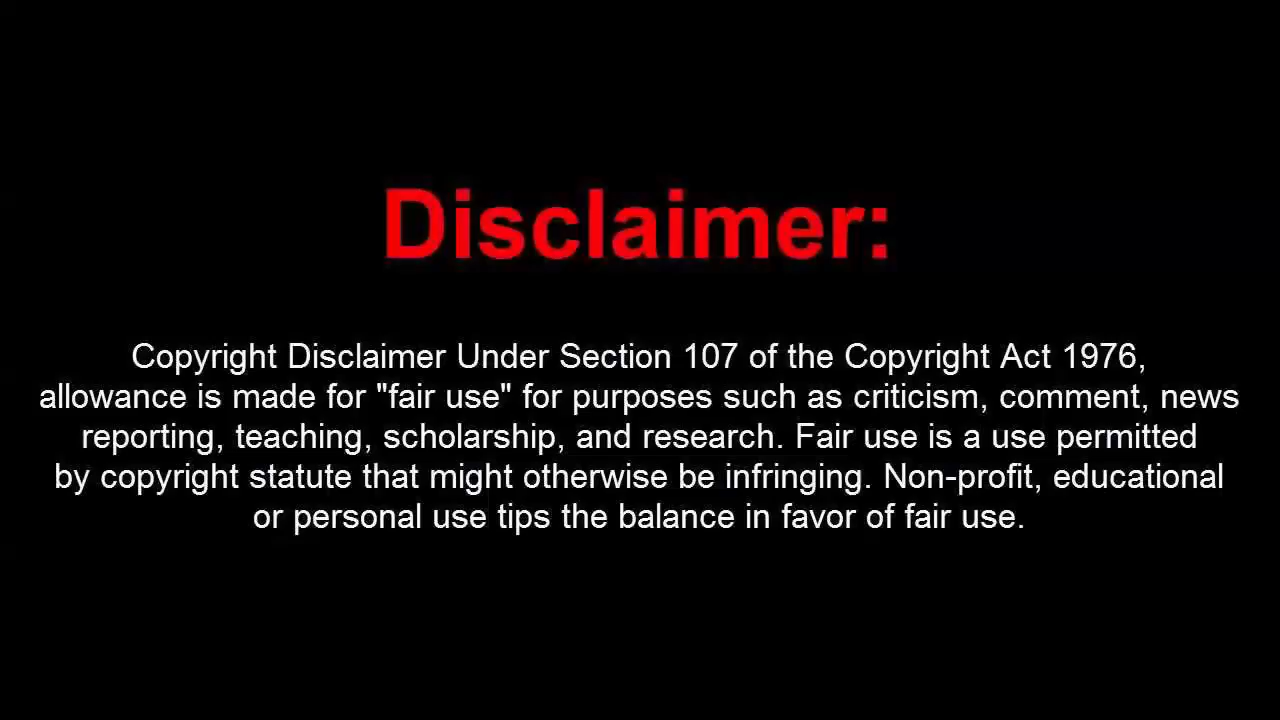 Disclaimer:
Copyright Disclaimer Under Section 107 of the Copyright Act 1976,
allowance is made for "fair use" for purposes such as criticism, comment, news
reporting, teaching, scholarship, and research. Fair use is a use permitted
by copyright statute that might otherwise be infringing. Non-profit, educational
or personal use tips the balance in favor of fair use.